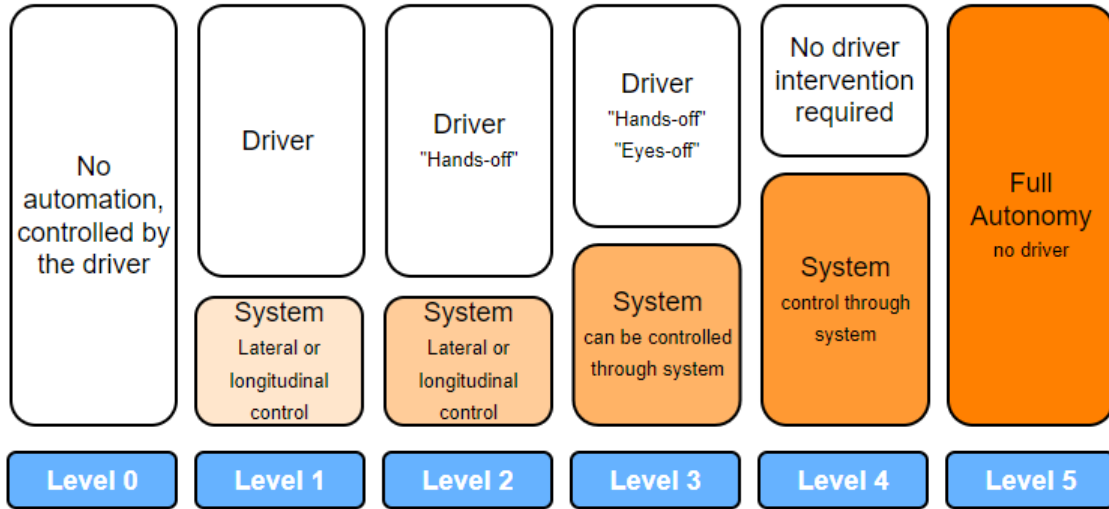 No
automation,
controlled by
the driver
Driver
System
Lateral or
longitudinal
control
Driver
"Hands-off"
System
Lateral or
longitudinal
control
Driver
"Hands-off"
"Eyes-off"
System
can be controlled
through system
No driver
intervention
required
System
control through
system
Full
Autonomy
no driver
Level 0
Level 1
Level 2
Level 3
Level 4
Level 5